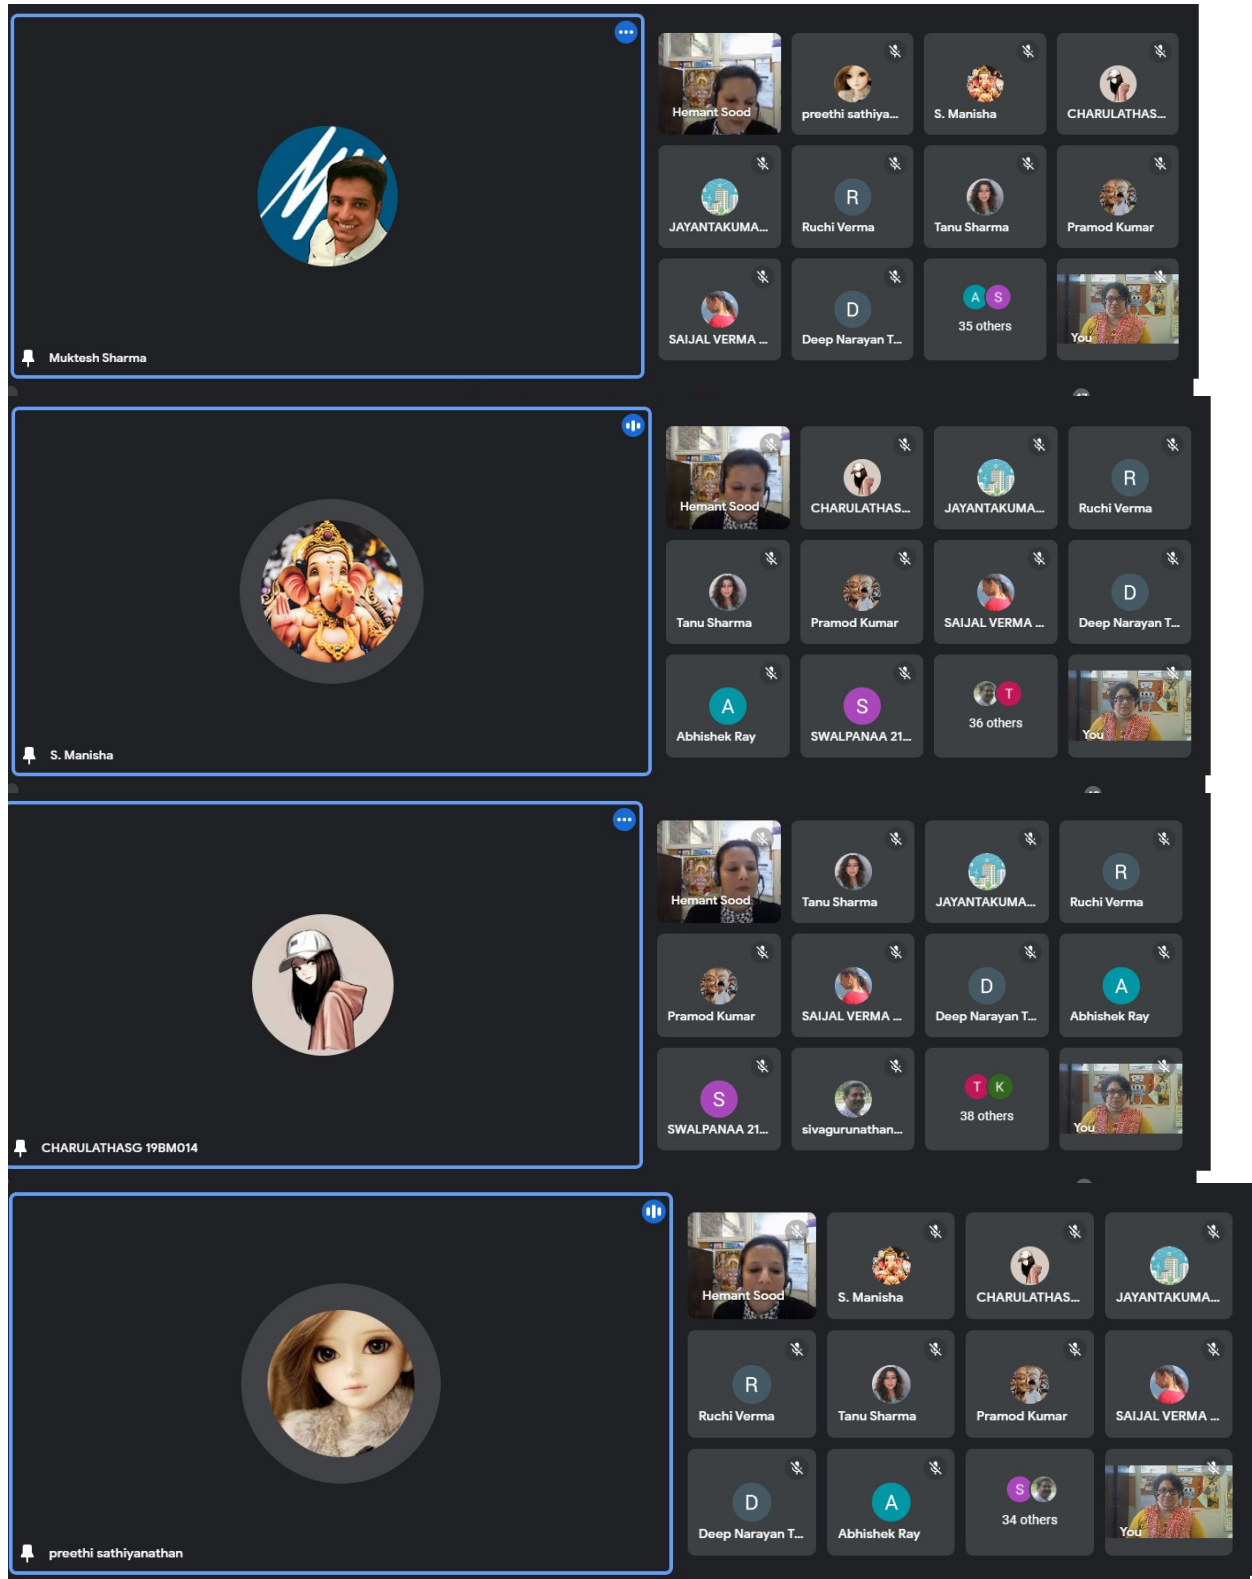 Muktesh Sharma
Hemant Sood
preethi sathiya...
S. Manisha
CHARULATHAS...
JAYANTAKUMA...
R
Ruchi Verma
Tanu Sharma
Pramod Kumar
SAIJAL VERMA ...
D
Deep Narayan T...
A S
35 others
You
S. Manisha
Hemant Sood
CHARULATHAS...
JAYANTAKUMA...
R
Ruchi Verma
Tanu Sharma
Pramod Kumar
SAIJAL VERMA ...
D
Deep Narayan T...
A
Abhishek Ray
S
SWALPANAA 21...
T
36 others
You
CHARULATHASG 19BM014
Hemant Sood
Tanu Sharma
JAYANTAKUMA...
R
Ruchi Verma
Pramod Kumar
SAIJAL VERMA ...
D
Deep Narayan T...
A
Abhishek Ray
S
SWALPANAA 21...
sivagurunathan...
T K
38 others
You
preethi sathiyanathan
Hemant Sood
S. Manisha
CHARULATHAS...
JAYANTAKUMA...
R
Ruchi Verma
Tanu Sharma
Pramod Kumar
SAIJAL VERMA ...
D
Deep Narayan T...
A
Abhishek Ray
S
34 others
You